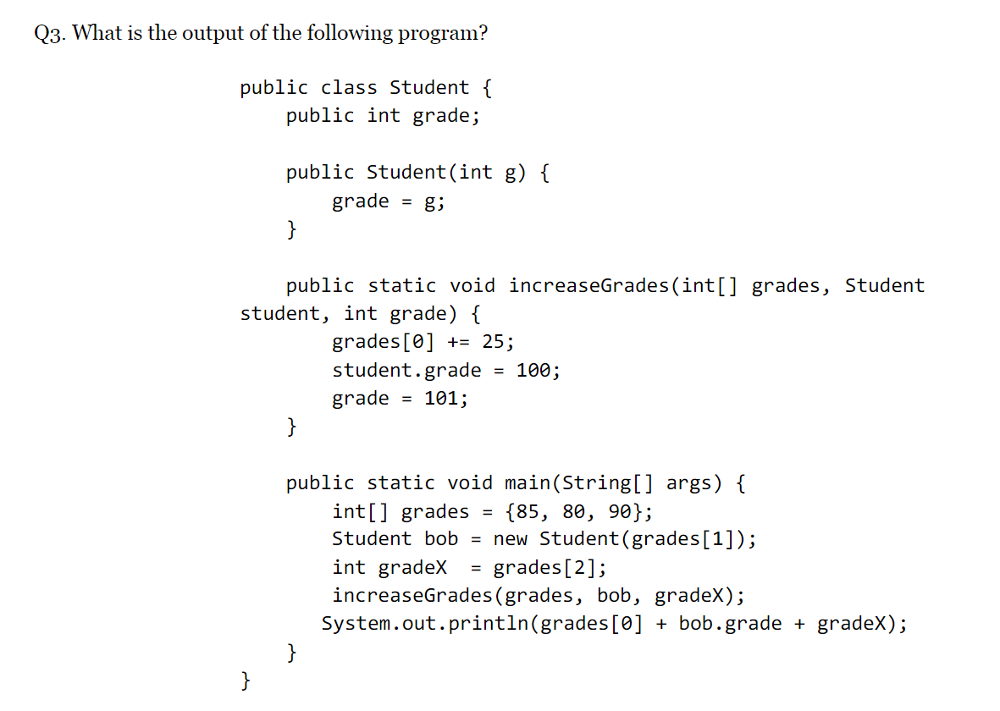 Q3. What is the output of the following program?
public class Student {
public int grade;
public Student(int g) {
grade = g;
}
public static void increaseGrades(int[] grades, Student
student, int grade) {
grades[0] += 25;
student.grade = 100;
grade = 101;
}
public static void main(String[] args) {
int[] grades = {85, 80, 90};
Student bob = new Student(grades[1]);
int gradeX = grades[2];
increaseGrades(grades, bob, gradeX);
System.out.println(grades[0] + bob.grade + gradeX);
}
}